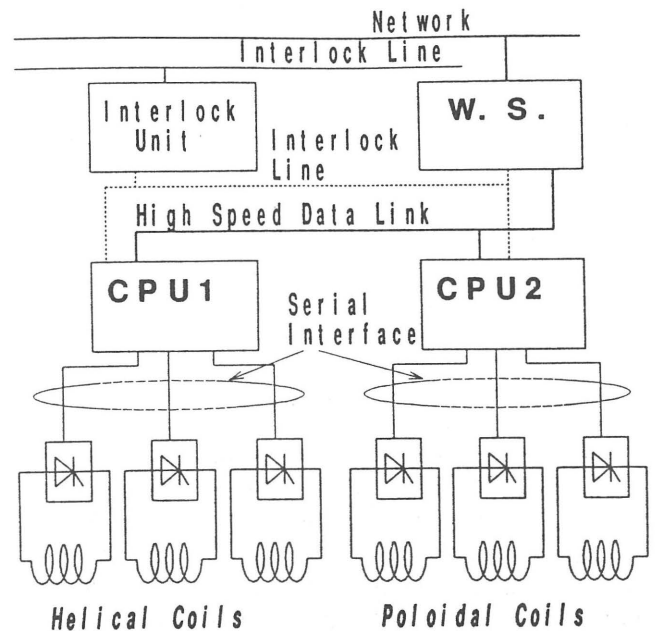 Network
Interlock Line
Interlock
Unit
W. S.
Interlock
Line
High Speed Data Link
CPU1
CPU2
Serial
Interface
Helical Coils
Poloidal Coils